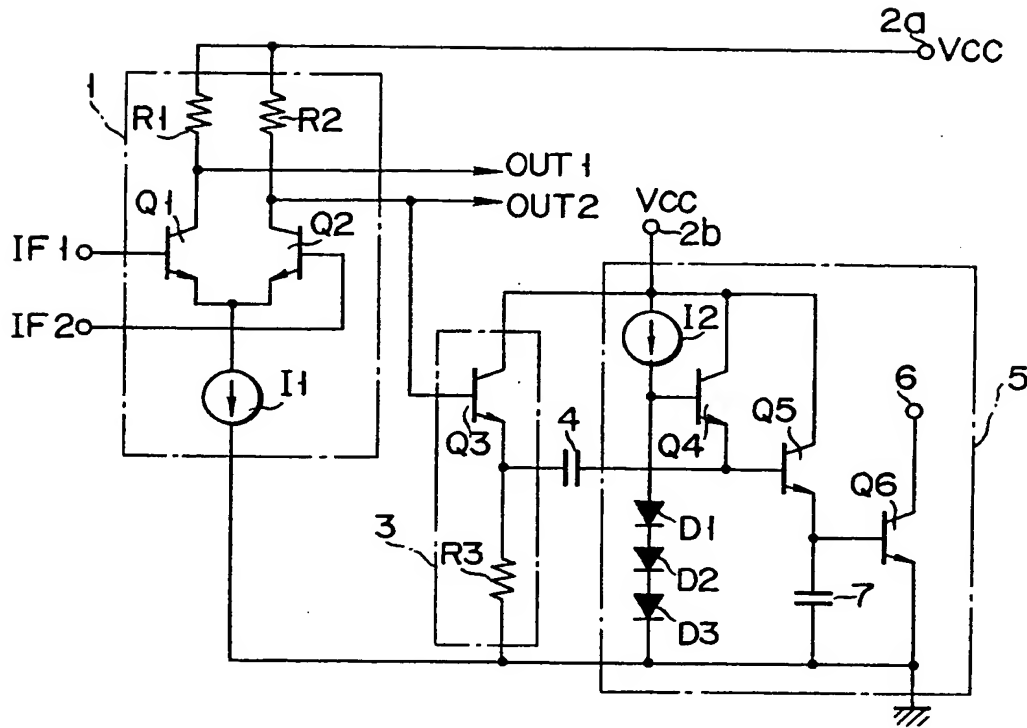 2a
VCC
1
R1
R2
OUT1
OUT2
VCC
2b
Q1
Q2
IF1
IF2
I1
I2
5
6
Q3
4
Q4
Q5
Q6
3
R3
D1
D2
D3
7